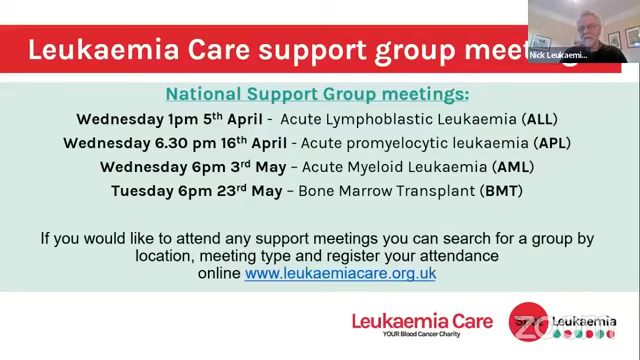 Leukaemia Care support group meetings
Nick Leukaemi...
National Support Group meetings:
Wednesday 1pm 5th April - Acute Lymphoblastic Leukaemia (ALL)
Wednesday 6.30 pm 16th April - Acute promyelocytic leukaemia (APL)
Wednesday 6pm 3rd May – Acute Myeloid Leukaemia (AML)
Tuesday 6pm 23rd May – Bone Marrow Transplant (BMT)
If you would like to attend any support meetings you can search for a group by
location, meeting type and register your attendance
online www.leukaemiacare.org.uk
Leukaemia Care
YOUR Blood Cancer Charity
Leukaemia
zoom